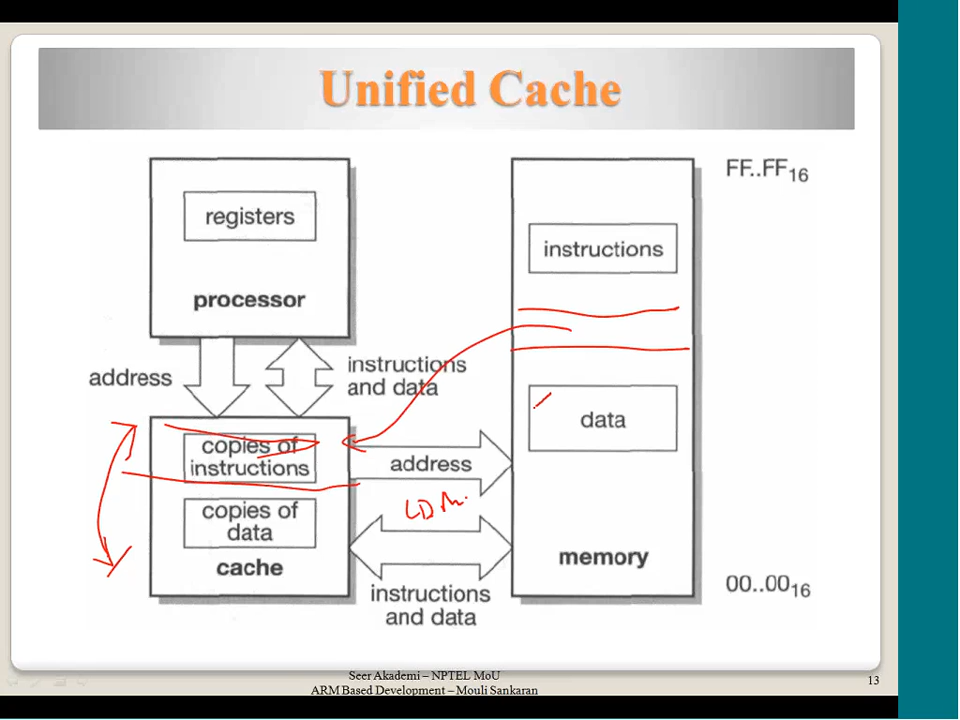 Unified Cache
registers
processor
address
instructions
and data
copies of
instructions
copies of
data
cache
address
LDM
instructions
and data
instructions
data
memory
FF..FF16
00..0016
Seer Akademi – NPTEL MoU
ARM Based Development – Mouli Sankaran
13